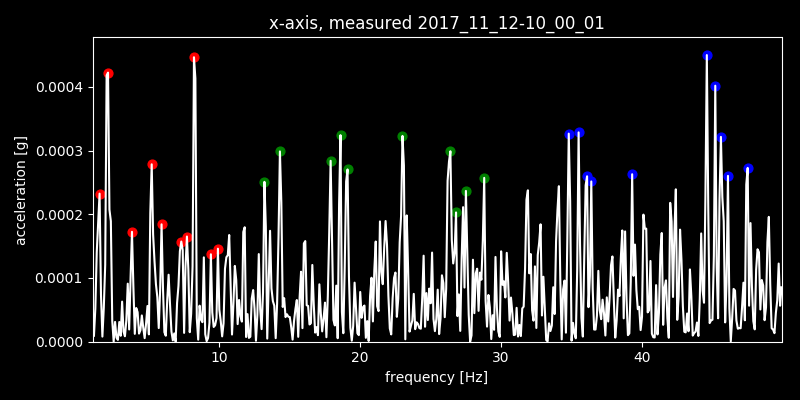 x-axis, measured 2017_11_12-10_00_01
acceleration [g]
0.0004
0.0003
0.0002
0.0001
0.0000
10 20 30 40
frequency [Hz]